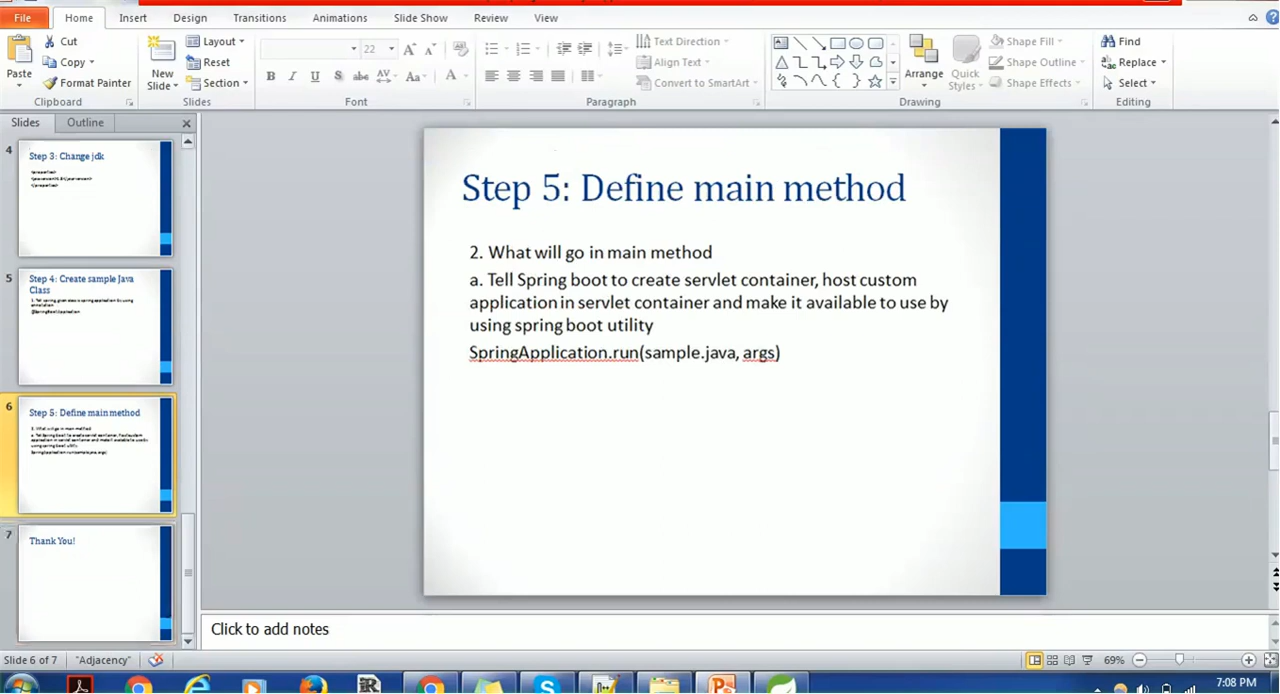 File Home Insert Design Transitions Animations Slide Show Review View
Cut
Copy
Format Painter
Paste
Clipboard
New
Slide
Layout
Reset
Section
Slides
22
B I U S abc AV Aa A
Font
Text Direction
Align Text
Convert to SmartArt
Paragraph
Arrange
Quick
Styles
Shape Fill
Shape Outline
Shape Effects
Drawing
Find
Replace
Select
Editing
Slides Outline
4
Step 3: Change jdk
5
Step 4: Create sample Java
Class
6
Step 5: Define main method
7
Thank You!
Step 5: Define main method
2. What will go in main method
a. Tell Spring boot to create servlet container, host custom
application in servlet container and make it available to use by
using spring boot utility
SpringApplication.run(sample.java, args)
Click to add notes
Slide 6 of 7 "Adjacency" 69%
7:08 PM